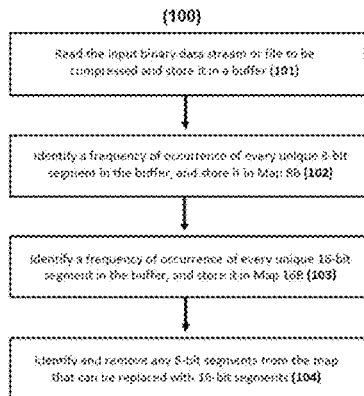 (100)
Read the input binary data stream or file to be
compressed and store it in a buffer (101)
Identify a frequency of occurrence of every unique 8-bit
segment in the buffer, and store it in Map 8b (102)
Identify a frequency of occurrence of every unique 16-bit
segment in the buffer, and store it in Map 16B (103)
Identify and remove any 8-bit segments from the map
that can be replaced with 16-bit segments (104)